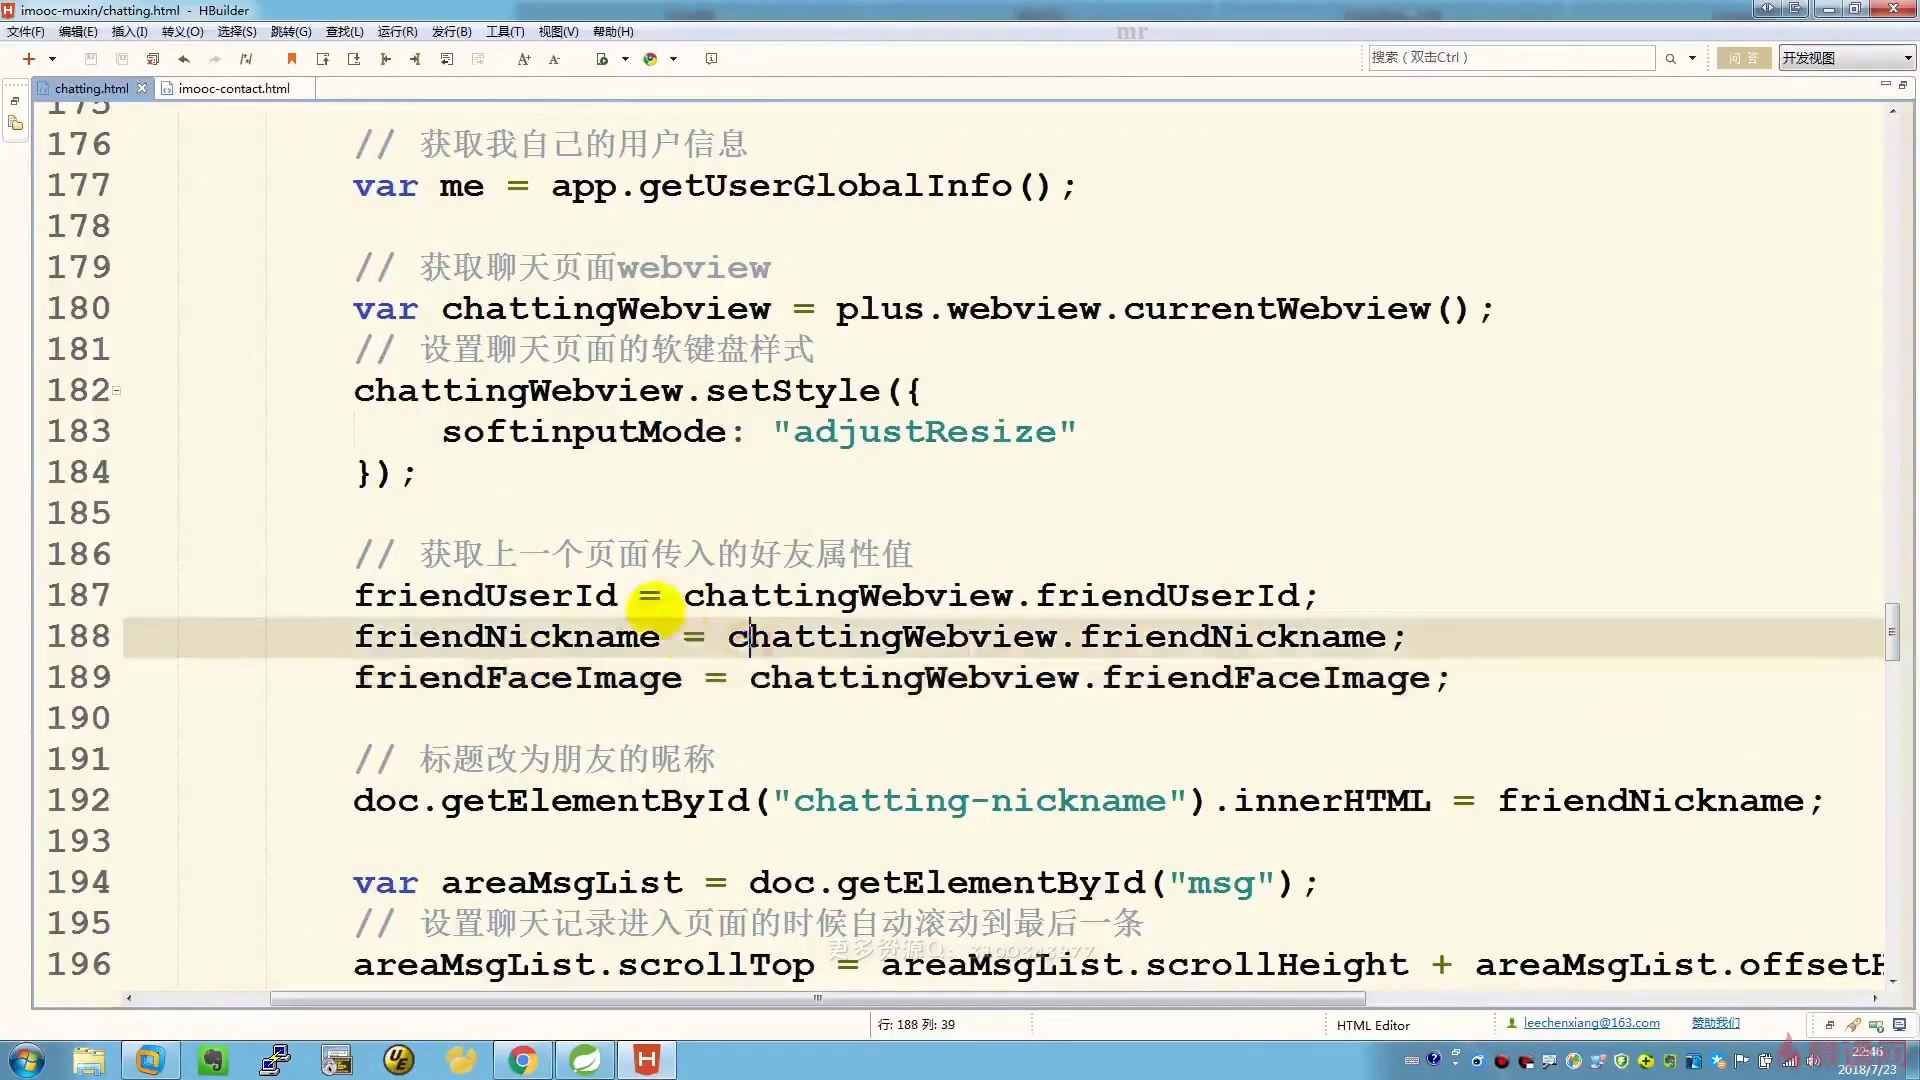 imooc-muxin/chatting.html - HBuilder
文件(F) 编辑(E) 插入(I) 转义(O) 选择(S) 跳转(G) 查找(L) 运行(R) 发行(B) 工具(T) 视图(V) 帮助(H)
mr
搜索（双击Ctrl）
问答
开发视图
chatting.html
imooc-contact.html
175
176 // 获取我自己的用户信息
177 var me = app.getUserGlobalInfo();
178
179 // 获取聊天页面webview
180 var chattingWebview = plus.webview.currentWebview();
181 // 设置聊天页面的软键盘样式
182 chattingWebview.setStyle({
183 softinputMode: "adjustResize"
184 });
185
186 // 获取上一个页面传入的好友属性值
187 friendUserId = chattingWebview.friendUserId;
188 friendNickname = chattingWebview.friendNickname;
189 friendFaceImage = chattingWebview.friendFaceImage;
190
191 // 标题改为朋友的昵称
192 doc.getElementById("chatting-nickname").innerHTML = friendNickname;
193
194 var areaMsgList = doc.getElementById("msg");
195 // 设置聊天记录进入页面的时候自动滚动到最后一条
196 areaMsgList.scrollTop = areaMsgList.scrollHeight + areaMsgList.offsetH
行: 188 列: 39
HTML Editor
leechenxiang@163.com
赞助我们
22:46
2018/7/23